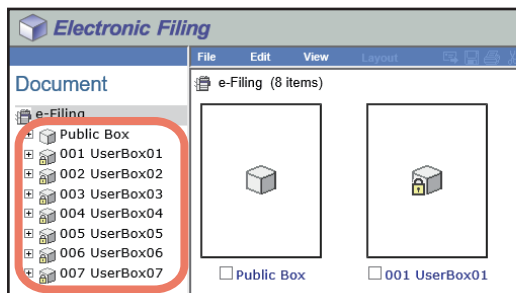 Electronic Filing
File Edit View Layout
Document
e-Filing
Public Box
001 UserBox01
002 UserBox02
003 UserBox03
004 UserBox04
005 UserBox05
006 UserBox06
007 UserBox07
e-Filing (8 items)
Public Box
001 UserBox01